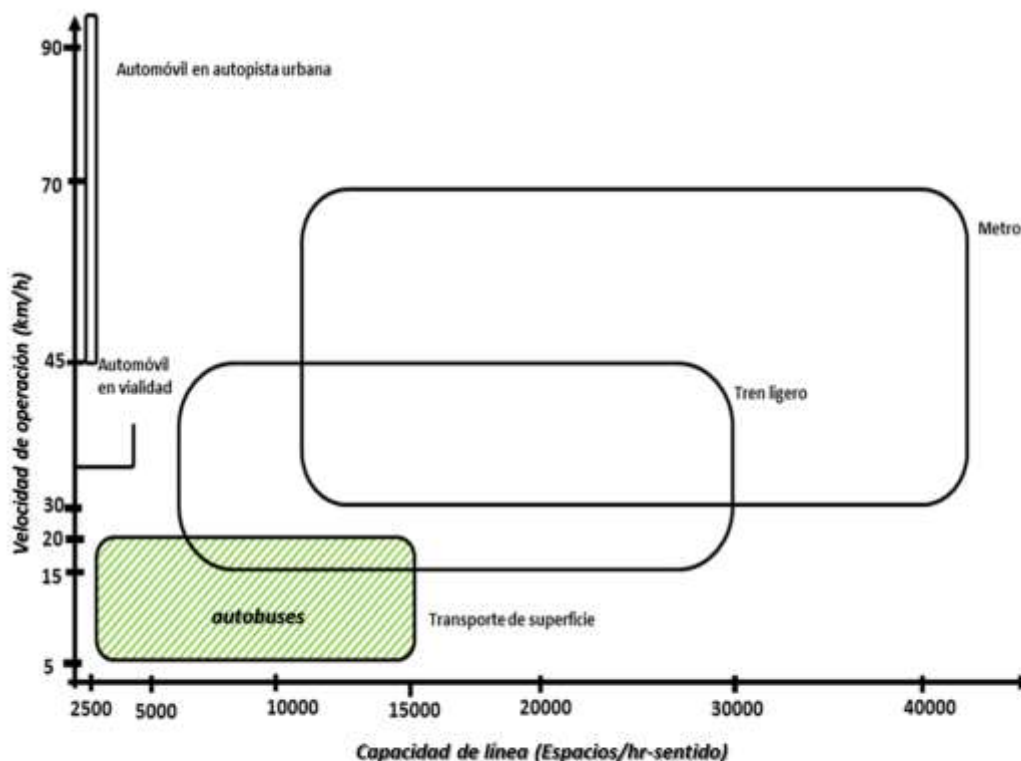 90
Automóvil en autopista urbana
70
Metro
Velocidad de operación (km/h)
45
Automóvil
en vialidad
Tren ligero
30
20
15
autobuses
Transporte de superficie
5
2500
5000
10000
15000
20000
30000
40000
Capacidad de línea (Espacios/hr-sentido)